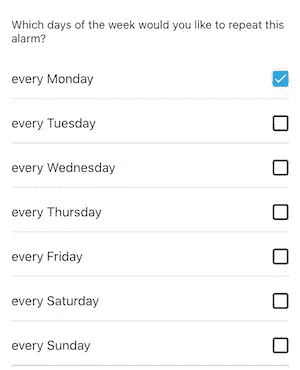 Which days of the week would you like to repeat this
alarm?
every Monday
every Tuesday
every Wednesday
every Thursday
every Friday
every Saturday
every Sunday